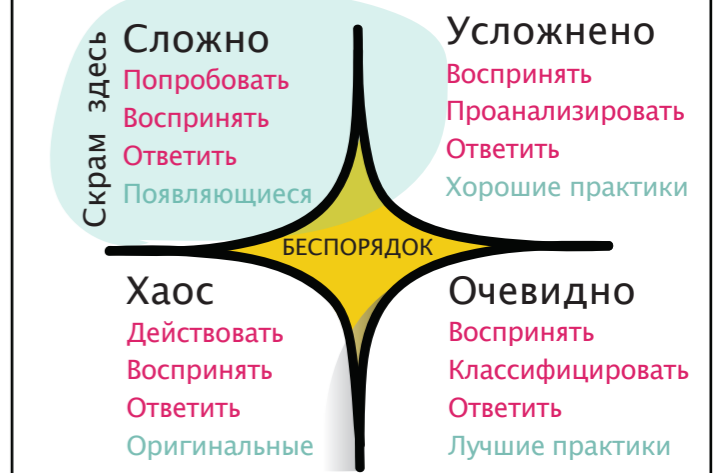 Скрам здесь
Сложно
Попробовать
Воспринять
Ответить
Появляющиеся
Усложнено
Воспринять
Проанализировать
Ответить
Хорошие практики
БЕСПОРЯДОК
Хаос
Действовать
Воспринять
Ответить
Оригинальные
Очевидно
Воспринять
Классифицировать
Ответить
Лучшие практики